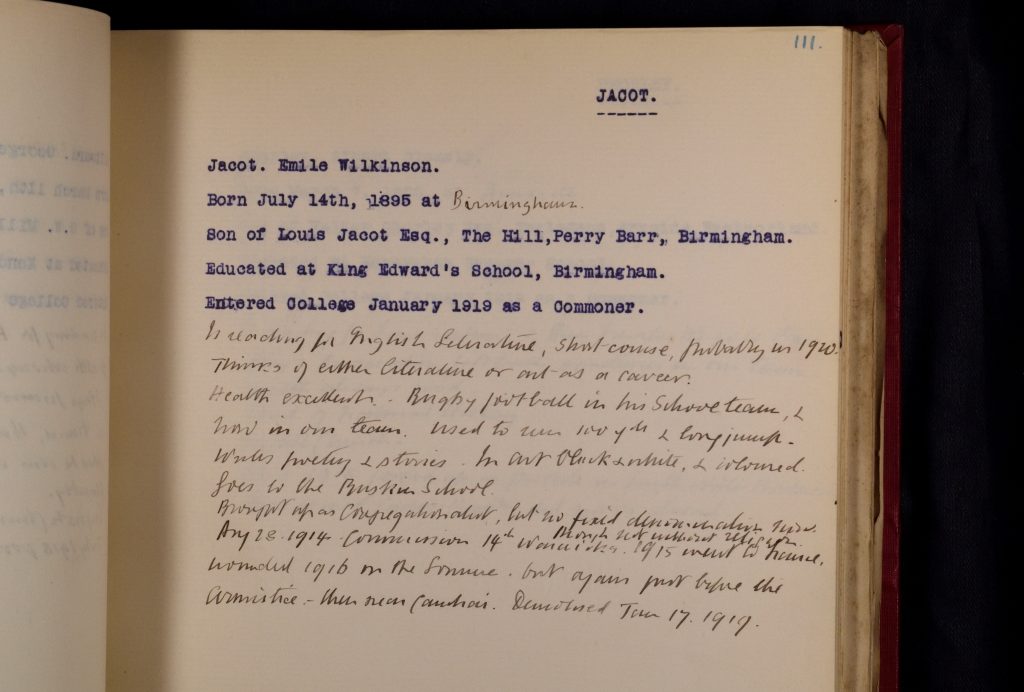 111.
JACOT.
Jacot. Emile Wilkinson.
Born July 14th, 1895 at Birmingham.
Son of Louis Jacot Esq., The Hill,Perry Barr,, Birmingham.
Educated at King Edward's School, Birmingham.
Entered College January 1919 as a Commoner.
Is reading for English Literature, short course, probably in 1920.
Thinks of either literature or art as a career.
Health excellent. - Rugby football in his School team, &
now in our team. Used to run 100 yds & long jump.
Writes poetry & stories. In art black & white, & coloured.
Goes to the Ruskin School.
Brought up as Congregationalist, but no fixed denomination now.
though not without religion.
Aug 28. 1914 Commission 14th Warwicks. 1915 went to France,
wounded 1916 on the Somme. but again just before the
Armistice. - then near Cambrai. Demobbed Jan 17. 1919.